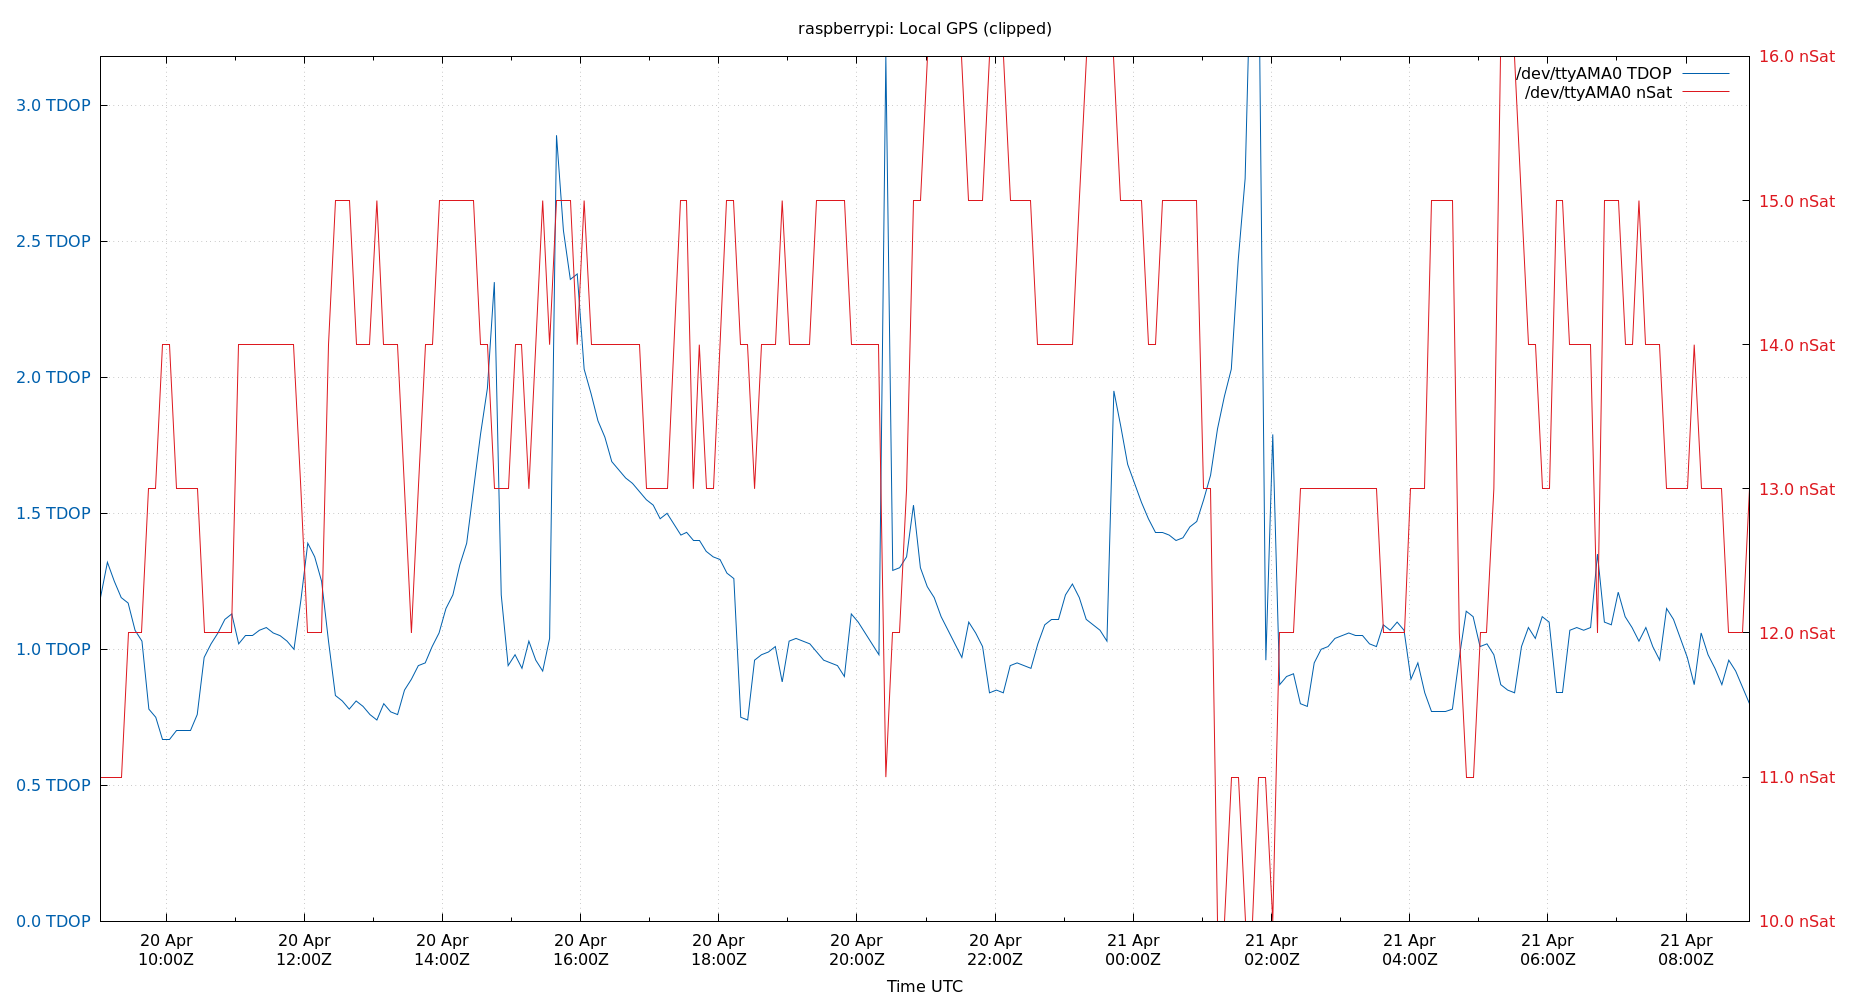 raspberrypi: Local GPS (clipped)
16.0 nSat
/dev/ttyAMA0 TDOP
/dev/ttyAMA0 nSat
3.0 TDOP
15.0 nSat
2.5 TDOP
14.0 nSat
2.0 TDOP
13.0 nSat
1.5 TDOP
12.0 nSat
1.0 TDOP
11.0 nSat
0.5 TDOP
0.0 TDOP
10.0 nSat
20 Apr 20 Apr 20 Apr 20 Apr 20 Apr 20 Apr 20 Apr 21 Apr 21 Apr 21 Apr 21 Apr 21 Apr
10:00Z 12:00Z 14:00Z 16:00Z 18:00Z 20:00Z 22:00Z 00:00Z 02:00Z 04:00Z 06:00Z 08:00Z
Time UTC